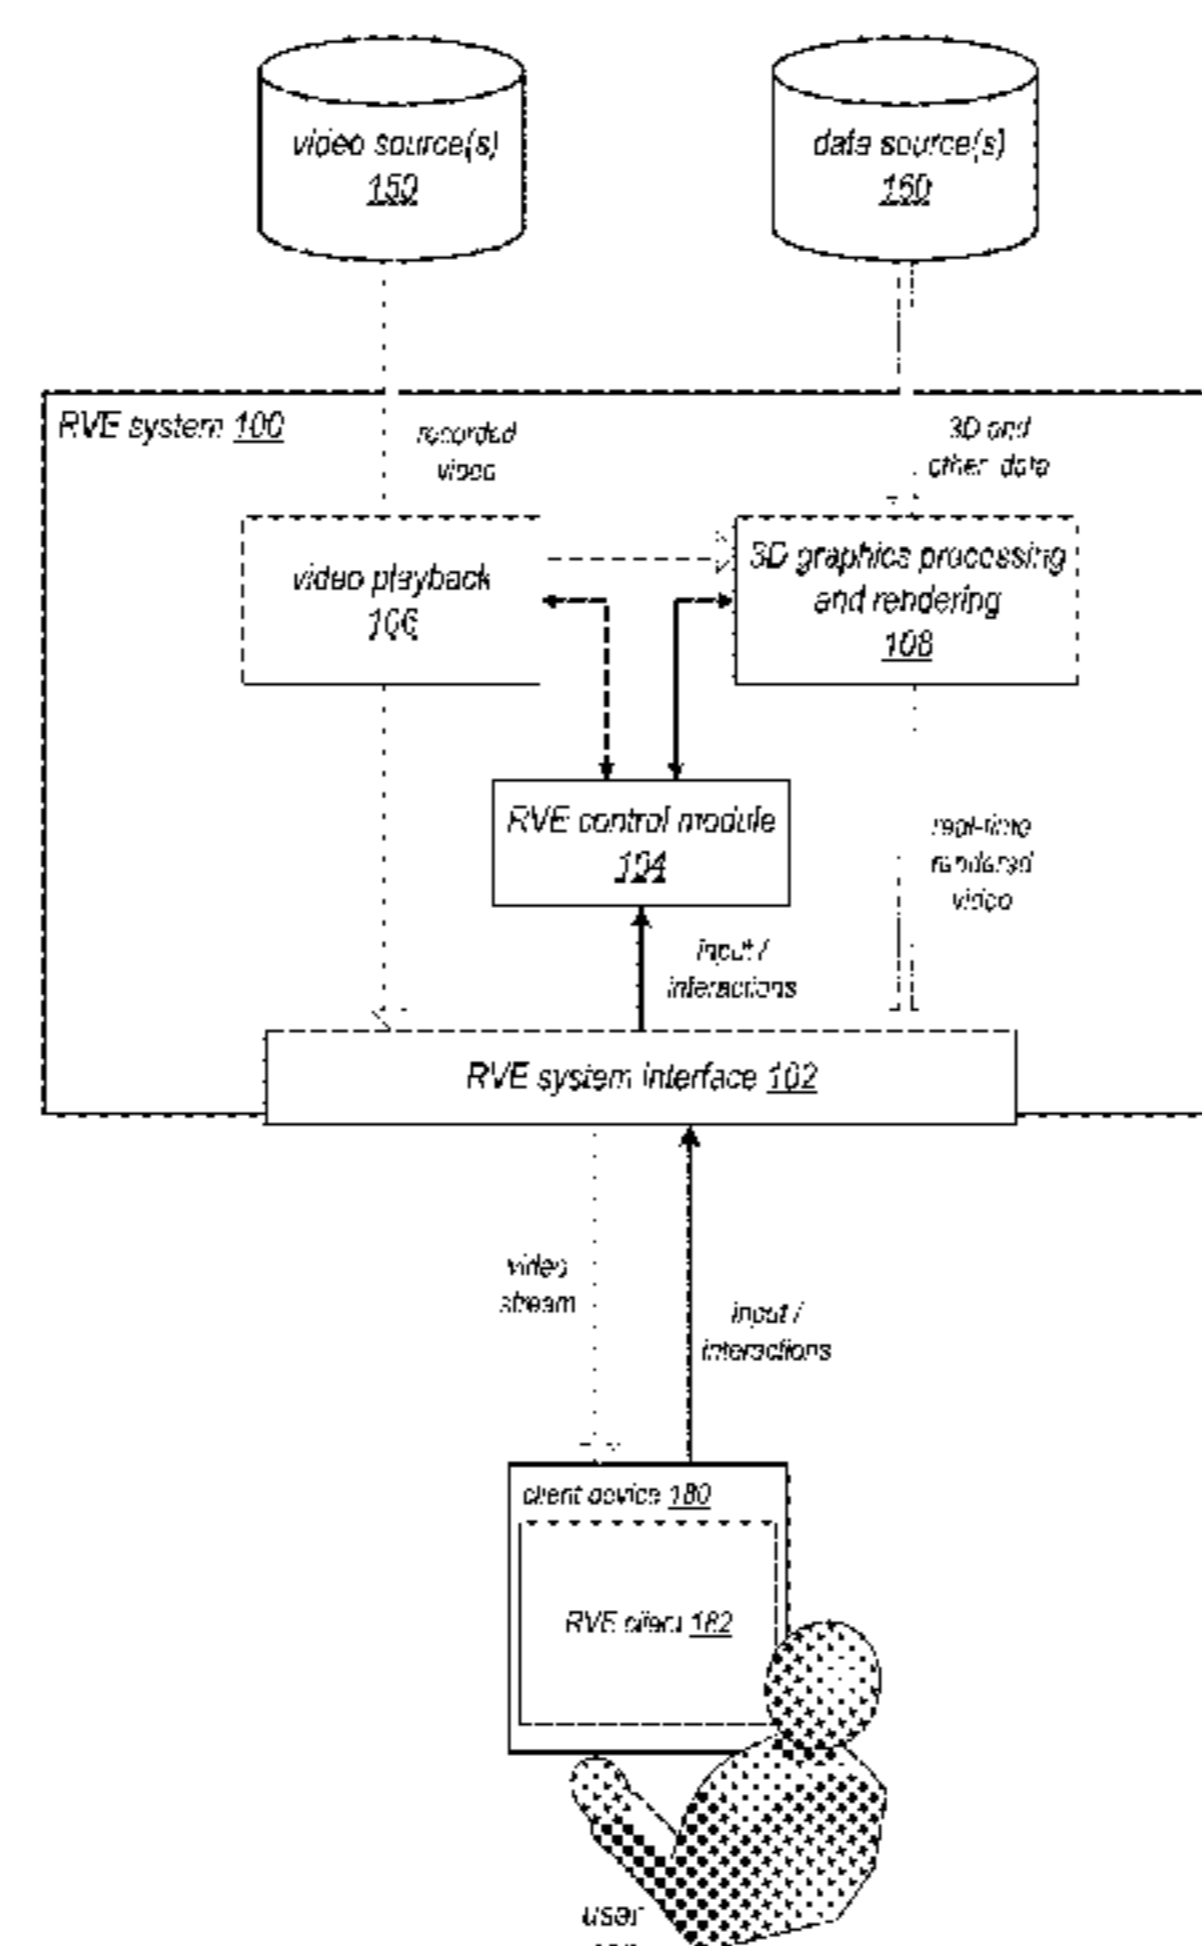 video source(s)
150
data source(s)
160
RVE system 100
recorded
video
3D and
other data
video playback
106
3D graphics processing
and rendering
108
RVE control module
104
real-time
rendered
video
input /
interactions
RVE system interface 102
video
stream
input /
interactions
client device 180
RVE client 182
user